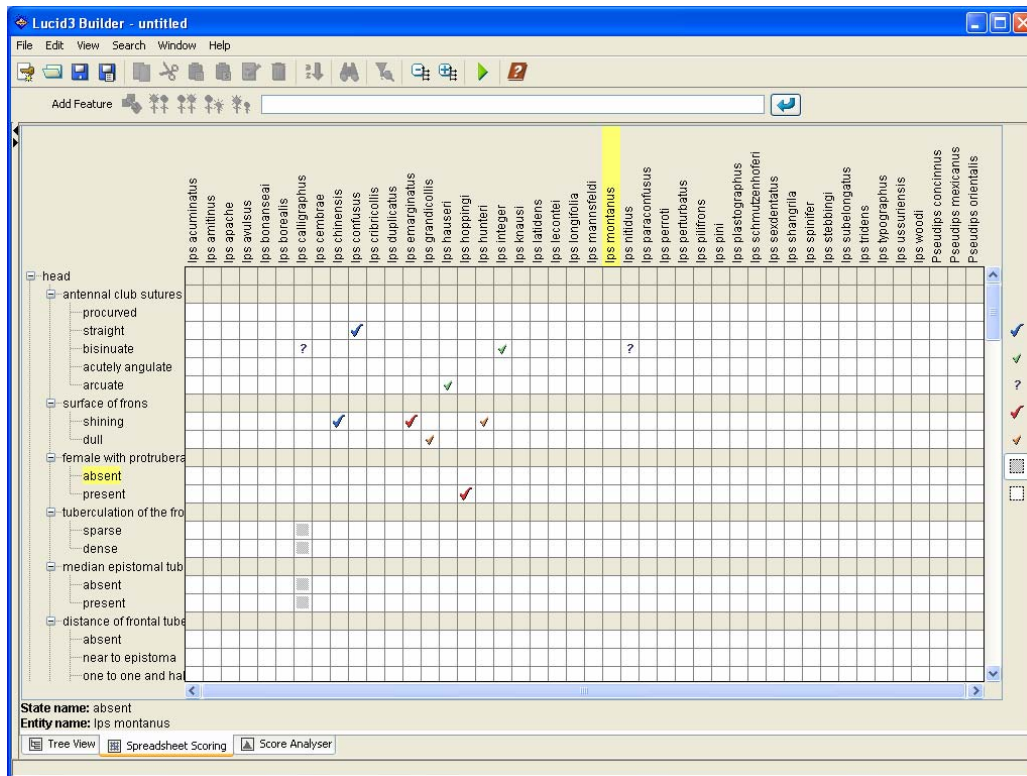 Lucid3 Builder - untitled
File Edit View Search Window Help
Add Feature
Ips acuminatus
Ips amitinus
Ips apache
Ips avulsus
Ips bonanseai
Ips borealis
Ips calligraphus
Ips cembrae
Ips chinensis
Ips confusus
Ips cribricollis
Ips duplicatus
Ips emarginatus
Ips grandicollis
Ips hauseri
Ips hoppingi
Ips hunteri
Ips integer
Ips knausi
Ips latidens
Ips lecontei
Ips longifolia
Ips mannsfeldi
Ips montanus
Ips nitidus
Ips paraconfusus
Ips perroti
Ips perturbatus
Ips pilifrons
Ips pini
Ips plastographus
Ips schmutzenhoferi
Ips sexdentatus
Ips shangrila
Ips spinifer
Ips stebbingi
Ips subelongatus
Ips tridens
Ips typographus
Ips ussuriensis
Ips woodi
Pseudips concinnus
Pseudips mexicanus
Pseudips orientalis
head
antennal club sutures
procurved
straight
bisinuate ? ?
acutely angulate
arcuate
?
surface of frons
shining
dull
female with protrubera
absent
present
tuberculation of the fro
sparse
dense
median epistomal tub
absent
present
distance of frontal tube
absent
near to epistoma
one to one and hal
State name: absent
Entity name: Ips montanus
Tree View Spreadsheet Scoring Score Analyser